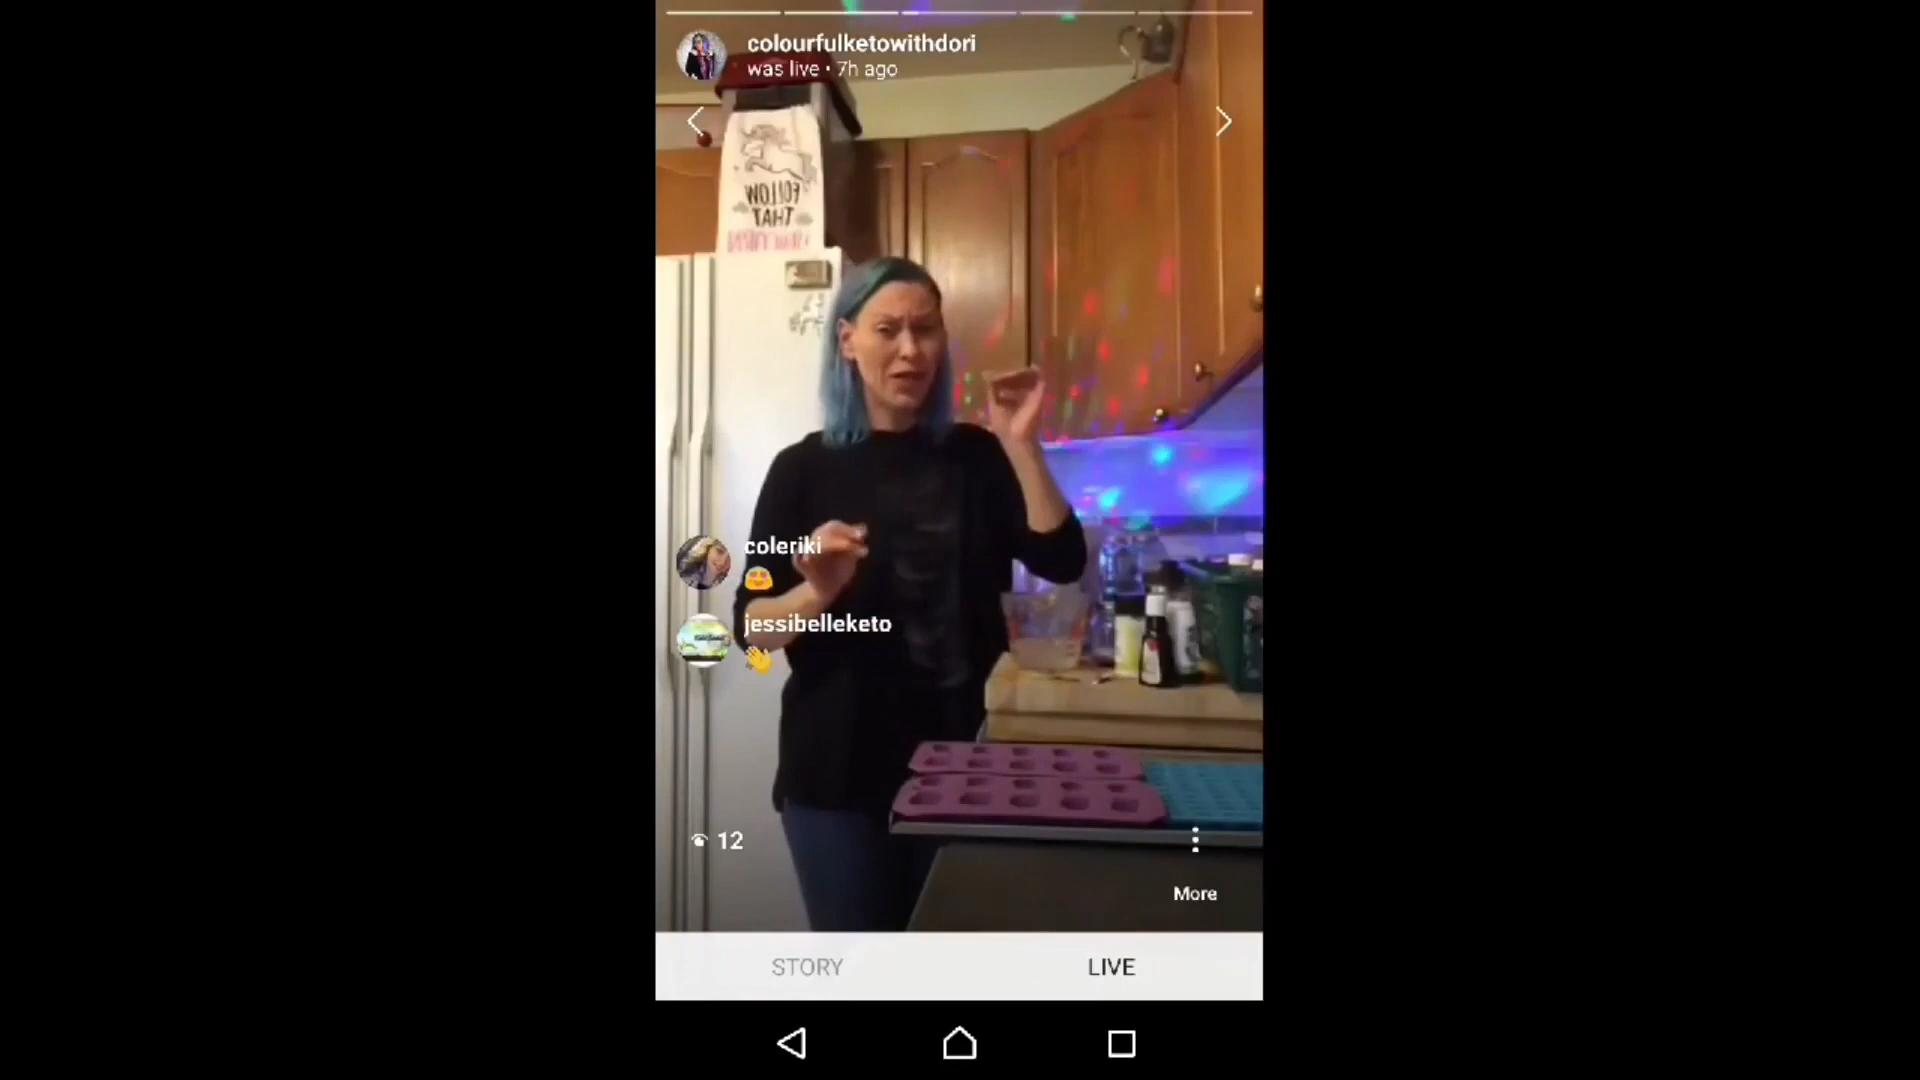 colourfulketowithdori
was live • 7h ago
FOLLOW
THAT
coleriki
😍
jessibelleketo
👋
12
More
STORY
LIVE